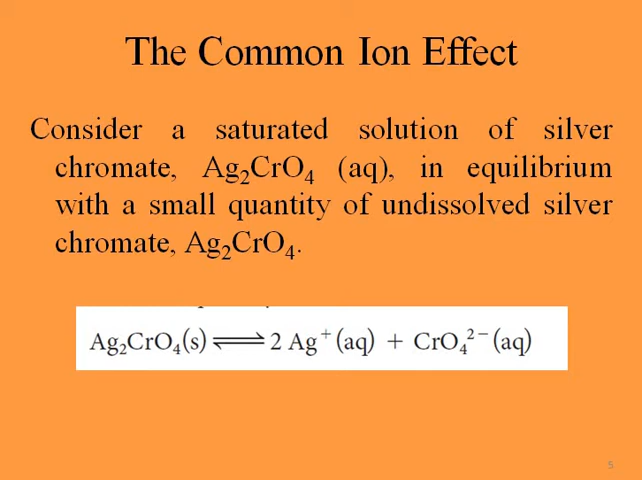 The Common Ion Effect
Consider a saturated solution of silver
chromate, Ag₂CrO₄ (aq), in equilibrium
with a small quantity of undissolved silver
chromate, Ag₂CrO₄.
Ag₂CrO₄(s) ⇌ 2 Ag⁺(aq) + CrO₄²⁻(aq)
5